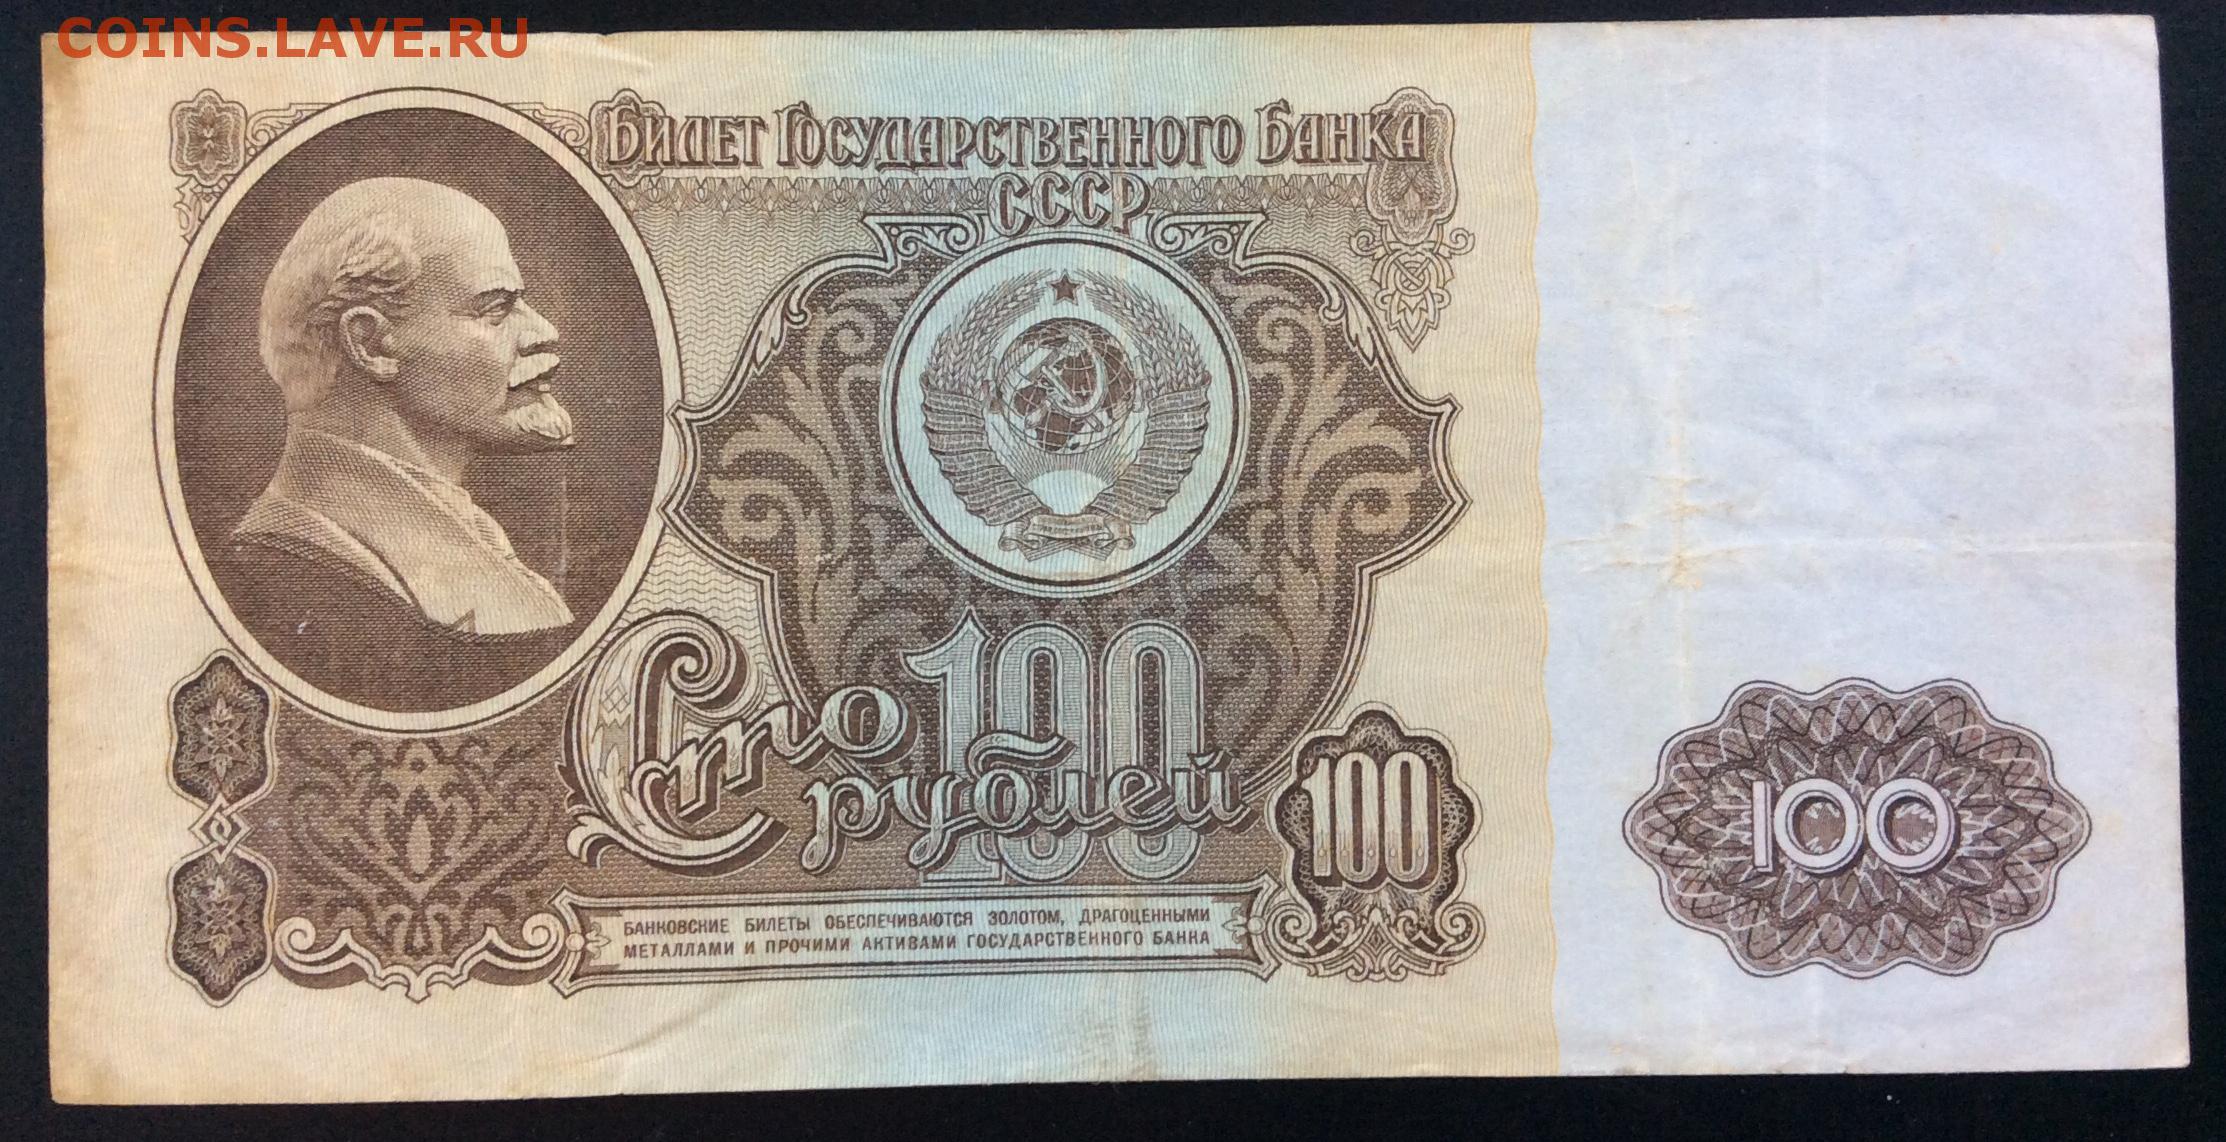 COINS.LAVE.RU
Билет Государственного Банка
СССР
100
Сто
рублей
100
100
100
БАНКОВСКИЕ БИЛЕТЫ ОБЕСПЕЧИВАЮТСЯ ЗОЛОТОМ, ДРАГОЦЕННЫМИ
МЕТАЛЛАМИ И ПРОЧИМИ АКТИВАМИ ГОСУДАРСТВЕННОГО БАНКА